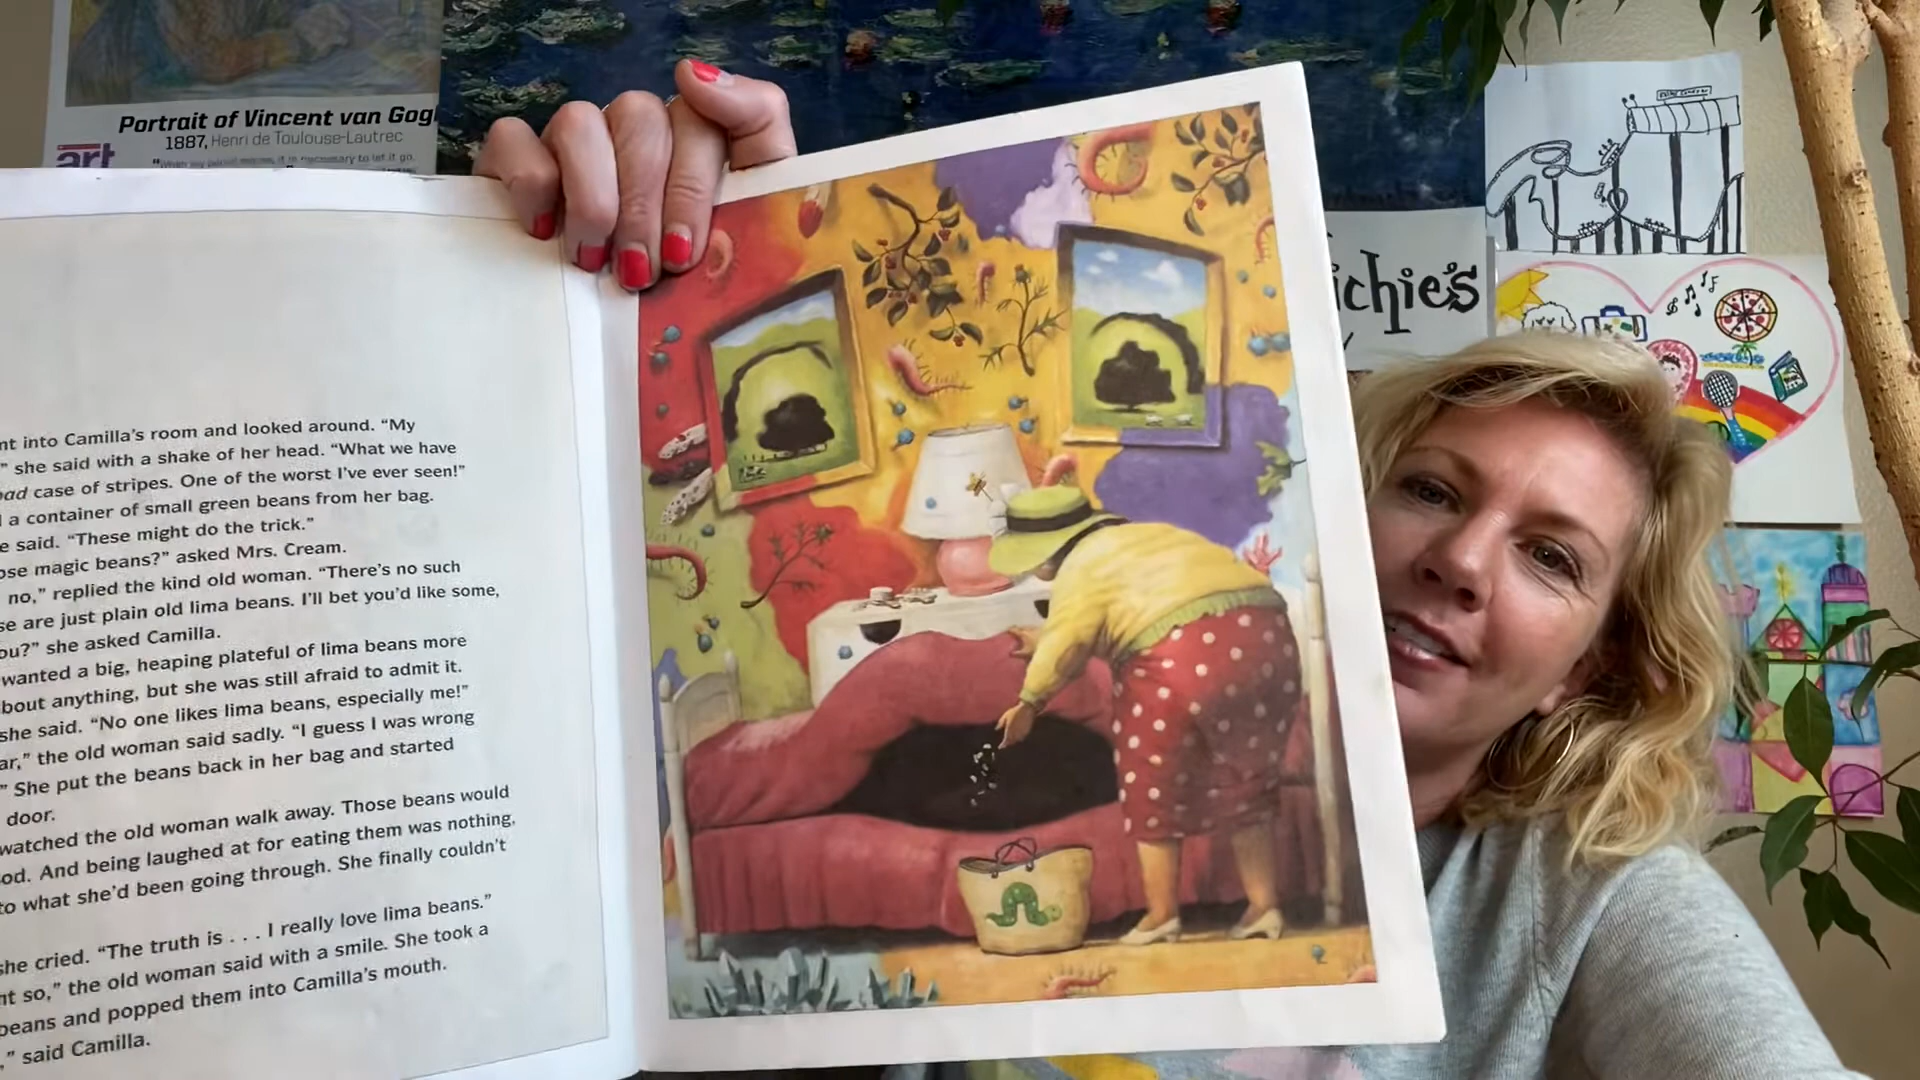 Portrait of Vincent van Gog
1887, Henri de Toulouse-Lautrec
art
ichie's
nt into Camilla's room and looked around. “My
” she said with a shake of her head. “What we have
bad case of stripes. One of the worst I've ever seen!”
a container of small green beans from her bag.
e said. “These might do the trick.”
ose magic beans?” asked Mrs. Cream.
no,” replied the kind old woman. “There's no such
se are just plain old lima beans. I'll bet you'd like some,
ou?” she asked Camilla.
wanted a big, heaping plateful of lima beans more
bout anything, but she was still afraid to admit it.
she said. “No one likes lima beans, especially me!”
ar,” the old woman said sadly. “I guess I was wrong
” She put the beans back in her bag and started
door.
watched the old woman walk away. Those beans would
od. And being laughed at for eating them was nothing,
to what she'd been going through. She finally couldn't
she cried. “The truth is . . . I really love lima beans.”
ht so,” the old woman said with a smile. She took a
beans and popped them into Camilla's mouth.
,” said Camilla.